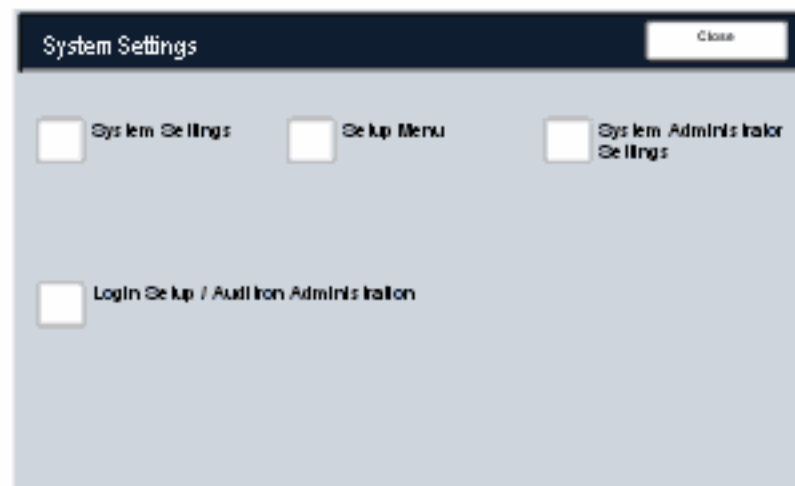 System Settings
Close
System Settings
Setup Menu
System Administrator
Settings
Login Setup / Auditron Administration